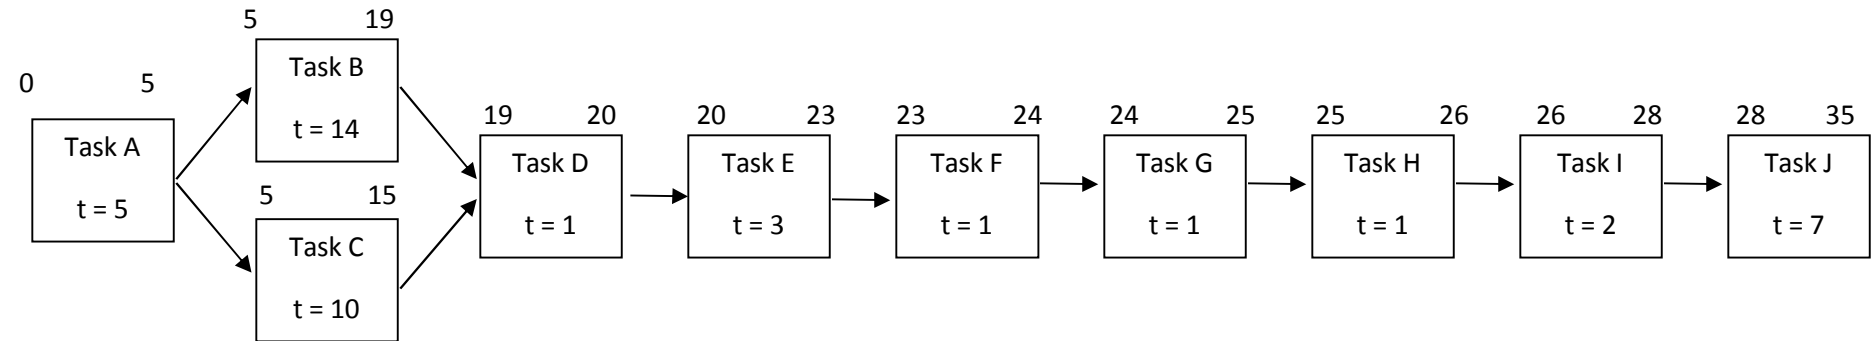 0 5
Task A
t = 5
5 19
Task B
t = 14
5 15
Task C
t = 10
19 20
Task D
t = 1
20 23
Task E
t = 3
23 24
Task F
t = 1
24 25
Task G
t = 1
25 26
Task H
t = 1
26 28
Task I
t = 2
28 35
Task J
t = 7